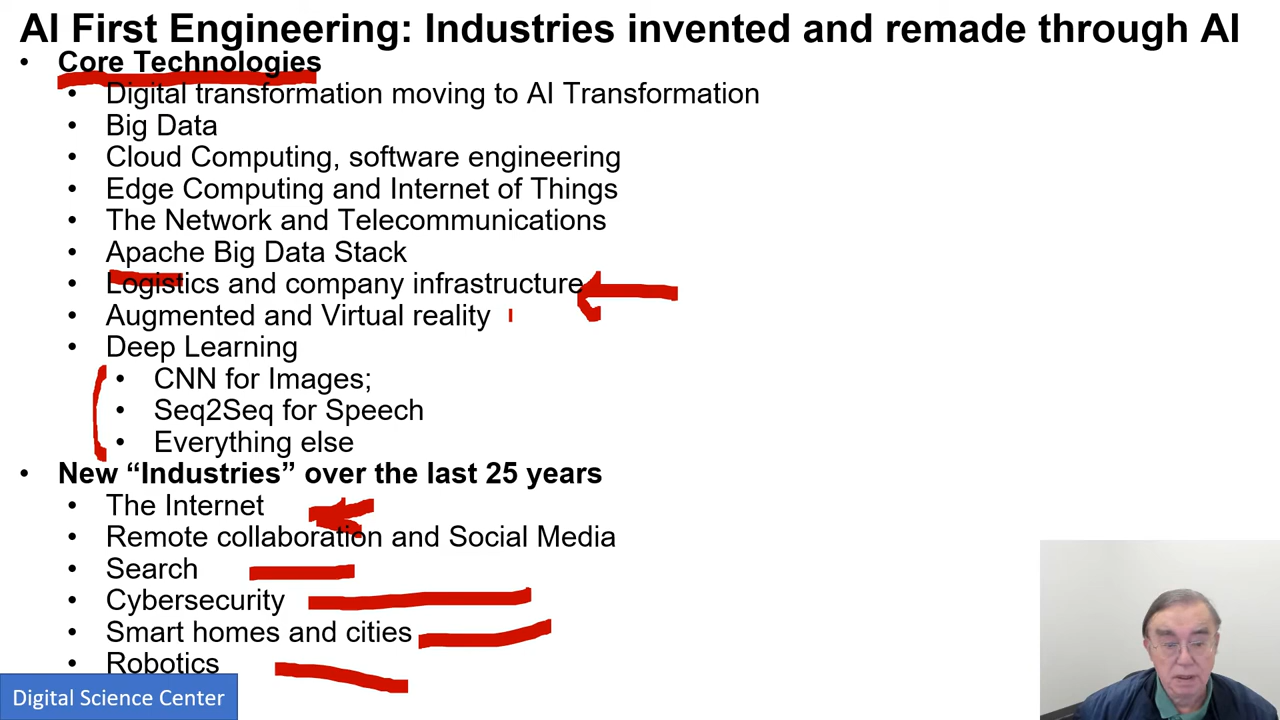 AI First Engineering: Industries invented and remade through AI
• Core Technologies
• Digital transformation moving to AI Transformation
• Big Data
• Cloud Computing, software engineering
• Edge Computing and Internet of Things
• The Network and Telecommunications
• Apache Big Data Stack
• Logistics and company infrastructure
• Augmented and Virtual reality
• Deep Learning
• CNN for Images;
• Seq2Seq for Speech
• Everything else
• New “Industries” over the last 25 years
• The Internet
• Remote collaboration and Social Media
• Search
• Cybersecurity
• Smart homes and cities
• Robotics
Digital Science Center